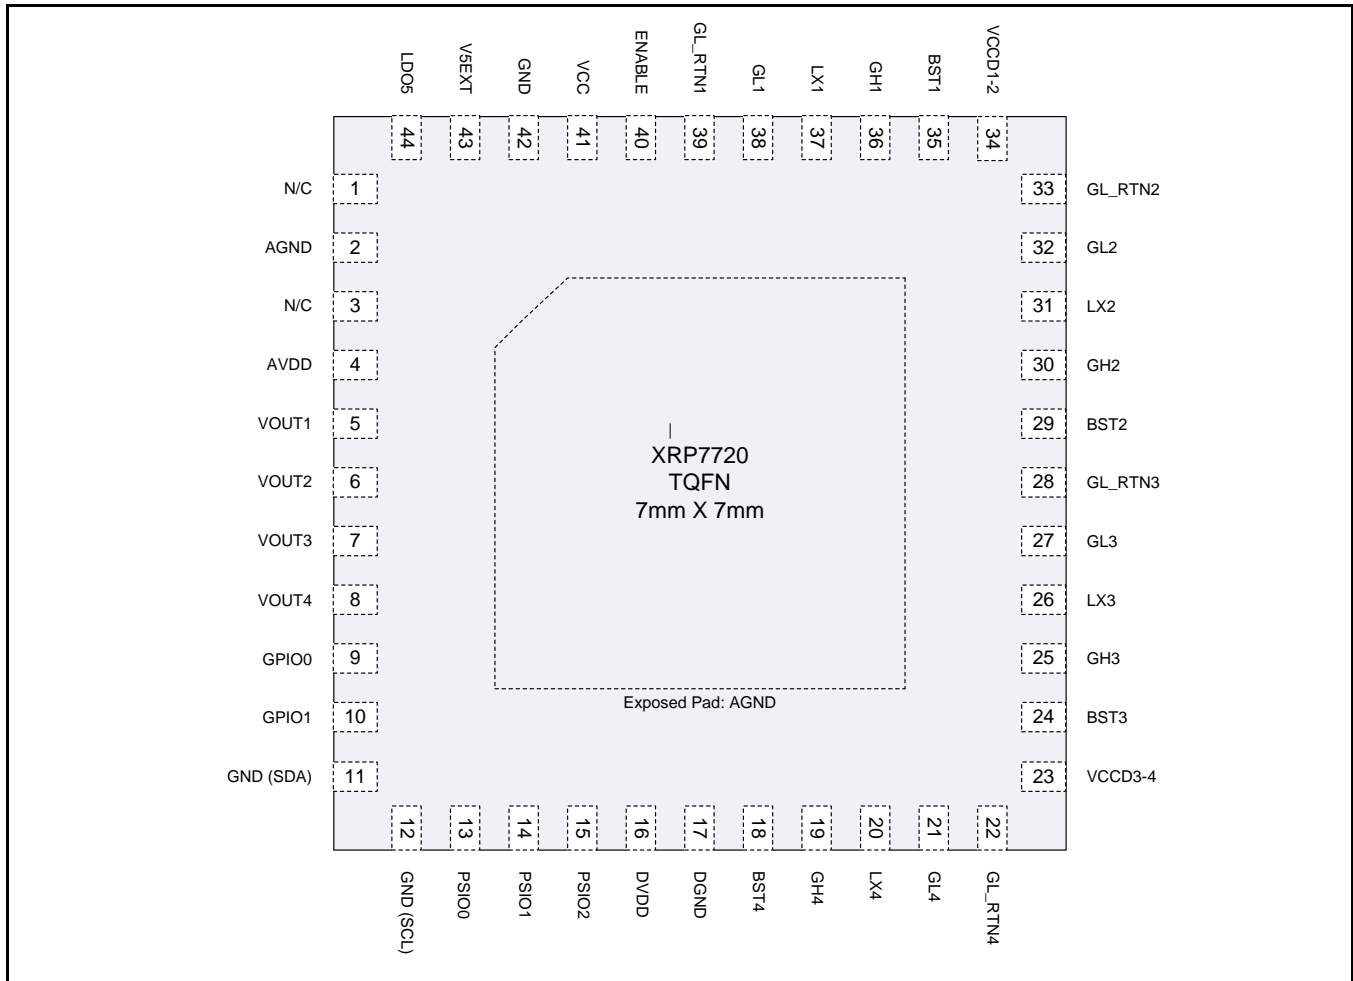 LDO5
V5EXT
GND
VCC
ENABLE
GL_RTN1
GL1
LX1
GH1
BST1
VCCD1-2
44
43
42
41
40
39
38
37
36
35
34
N/C 1
AGND 2
N/C 3
AVDD 4
VOUT1 5
VOUT2 6
VOUT3 7
VOUT4 8
GPIO0 9
GPIO1 10
GND (SDA) 11
33 GL_RTN2
32 GL2
31 LX2
30 GH2
29 BST2
28 GL_RTN3
27 GL3
26 LX3
25 GH3
24 BST3
23 VCCD3-4
XRP7720
TQFN
7mm X 7mm
Exposed Pad: AGND
12
13
14
15
16
17
18
19
20
21
22
GND (SCL)
PSIO0
PSIO1
PSIO2
DVDD
DGND
BST4
GH4
LX4
GL4
GL_RTN4